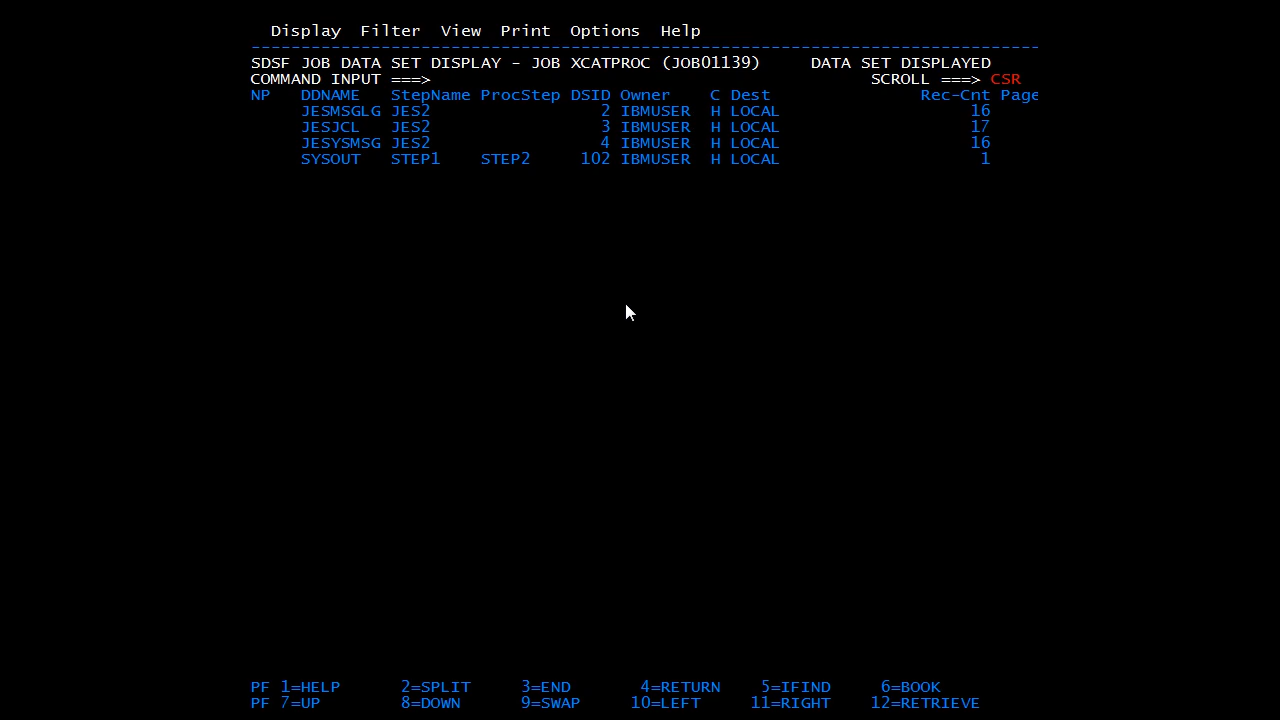 Display  Filter  View  Print  Options  Help
-------------------------------------------------------------------------------
SDSF JOB DATA SET DISPLAY - JOB XCATPROC (JOB01139)     DATA SET DISPLAYED
COMMAND INPUT ===>                                            SCROLL ===> CSR
NP   DDNAME   StepName ProcStep DSID Owner    C Dest               Rec-Cnt Page
     JESMSGLG JES2                 2 IBMUSER  H LOCAL                   16
     JESJCL   JES2                 3 IBMUSER  H LOCAL                   17
     JESYSMSG JES2                 4 IBMUSER  H LOCAL                   16
     SYSOUT   STEP1    STEP2     102 IBMUSER  H LOCAL                    1
PF 1=HELP      2=SPLIT     3=END       4=RETURN    5=IFIND     6=BOOK
PF 7=UP        8=DOWN      9=SWAP     10=LEFT     11=RIGHT    12=RETRIEVE